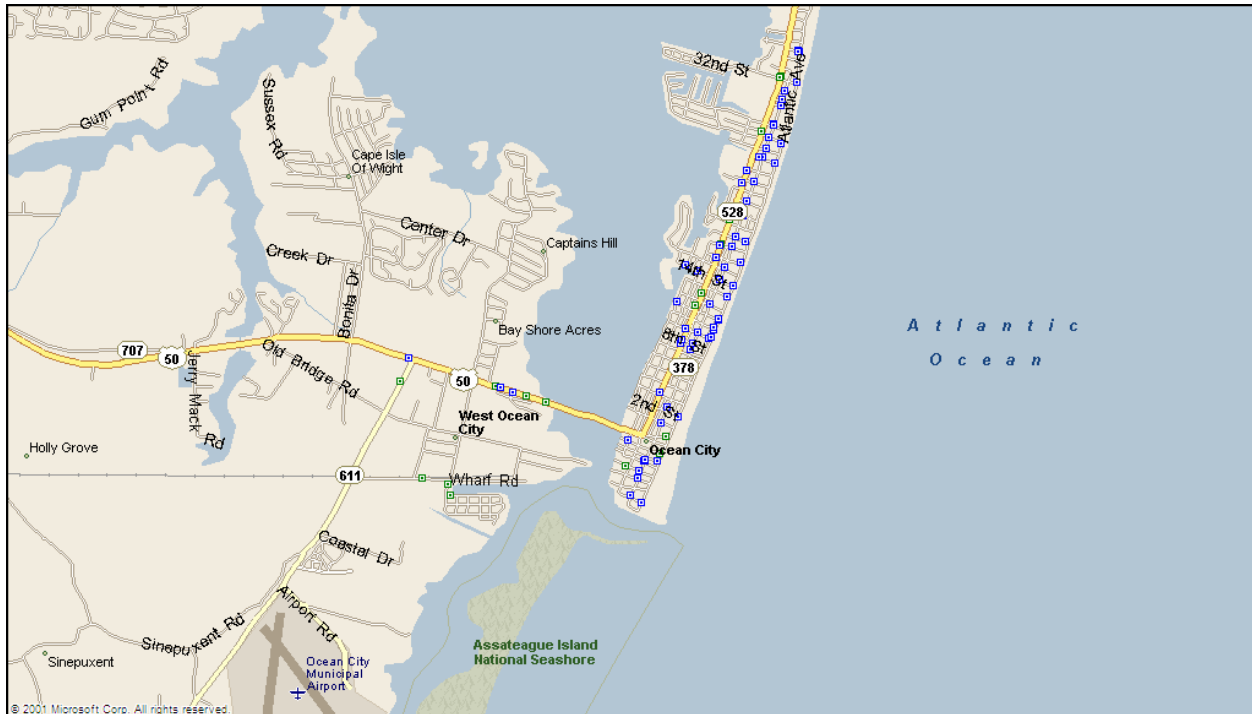 32nd St
Atlantic Ave
Gum Point Rd
Sussex Rd
Cape Isle
Of Wight
528
Center Dr
Captains Hill
Creek Dr
14th St
Bonita Dr
Bay Shore Acres
Atlantic
Ocean
707
50
Old Bridge Rd
8th St
378
Jerry Mack Rd
50
2nd St
West Ocean
City
Ocean City
Holly Grove
611
Wharf Rd
Coastal Dr
Airport Rd
Sinepuxent Rd
Assateague Island
National Seashore
Sinepuxent
Ocean City
Municipal
Airport
© 2001 Microsoft Corp. All rights reserved.